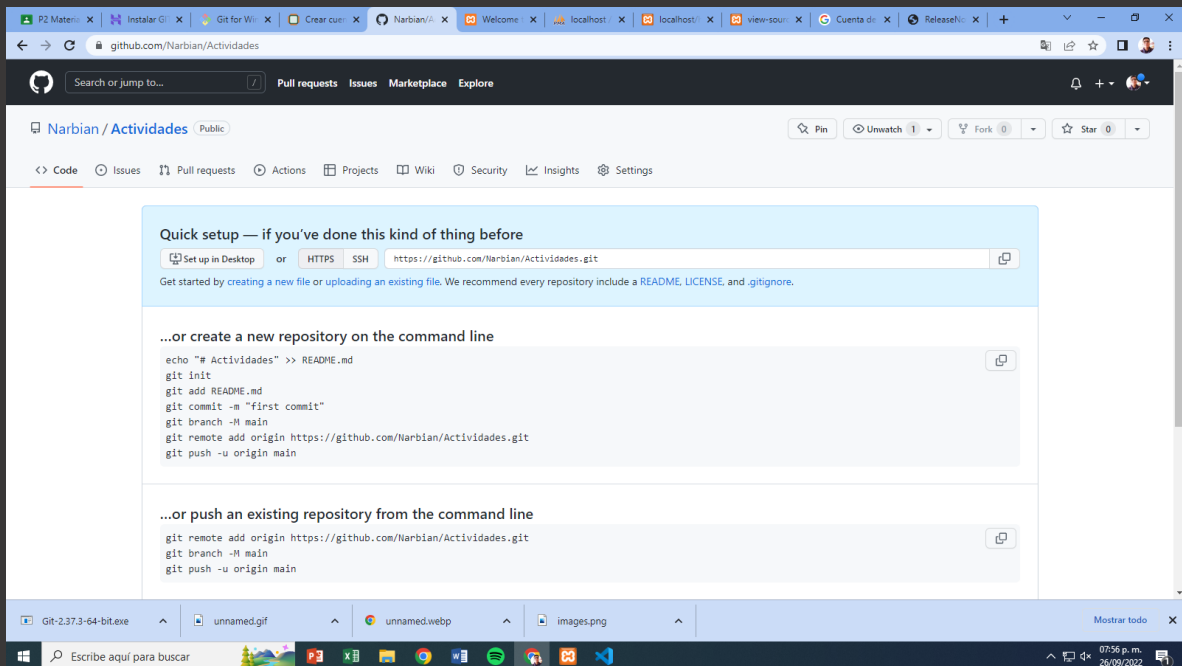 P2 Materia
Instalar GI
Git for Win
Crear cuen
Narbian/A
Welcome t
localhost /
localhost/
view-sourc
Cuenta de
ReleaseNo
github.com/Narbian/Actividades
Search or jump to... /
Pull requests Issues Marketplace Explore
Narbian / Actividades Public
Pin Unwatch 1 Fork 0 Star 0
Code Issues Pull requests Actions Projects Wiki Security Insights Settings
Quick setup — if you've done this kind of thing before
Set up in Desktop or HTTPS SSH https://github.com/Narbian/Actividades.git
Get started by creating a new file or uploading an existing file. We recommend every repository include a README, LICENSE, and .gitignore.
…or create a new repository on the command line
echo "# Actividades" >> README.md
git init
git add README.md
git commit -m "first commit"
git branch -M main
git remote add origin https://github.com/Narbian/Actividades.git
git push -u origin main
…or push an existing repository from the command line
git remote add origin https://github.com/Narbian/Actividades.git
git branch -M main
git push -u origin main
Git-2.37.3-64-bit.exe unnamed.gif unnamed.webp images.png Mostrar todo
Escribe aquí para buscar
07:56 p. m.
26/09/2022